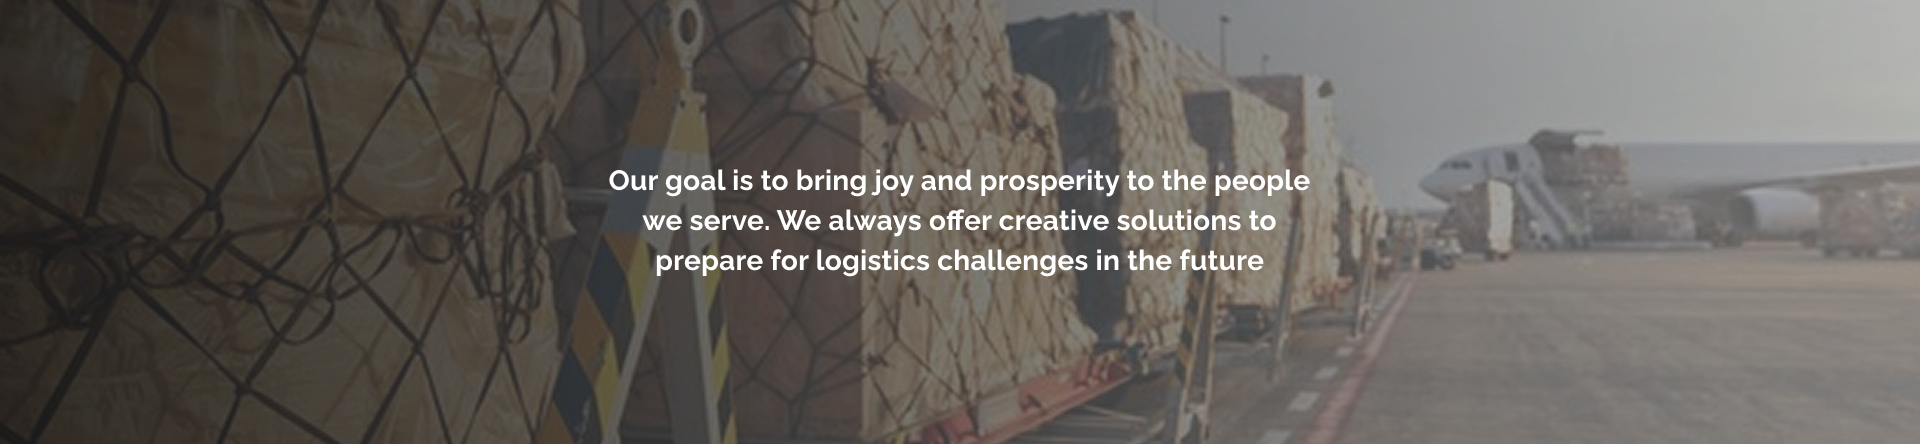 Our goal is to bring joy and prosperity to the people
we serve. We always offer creative solutions to
prepare for logistics challenges in the future